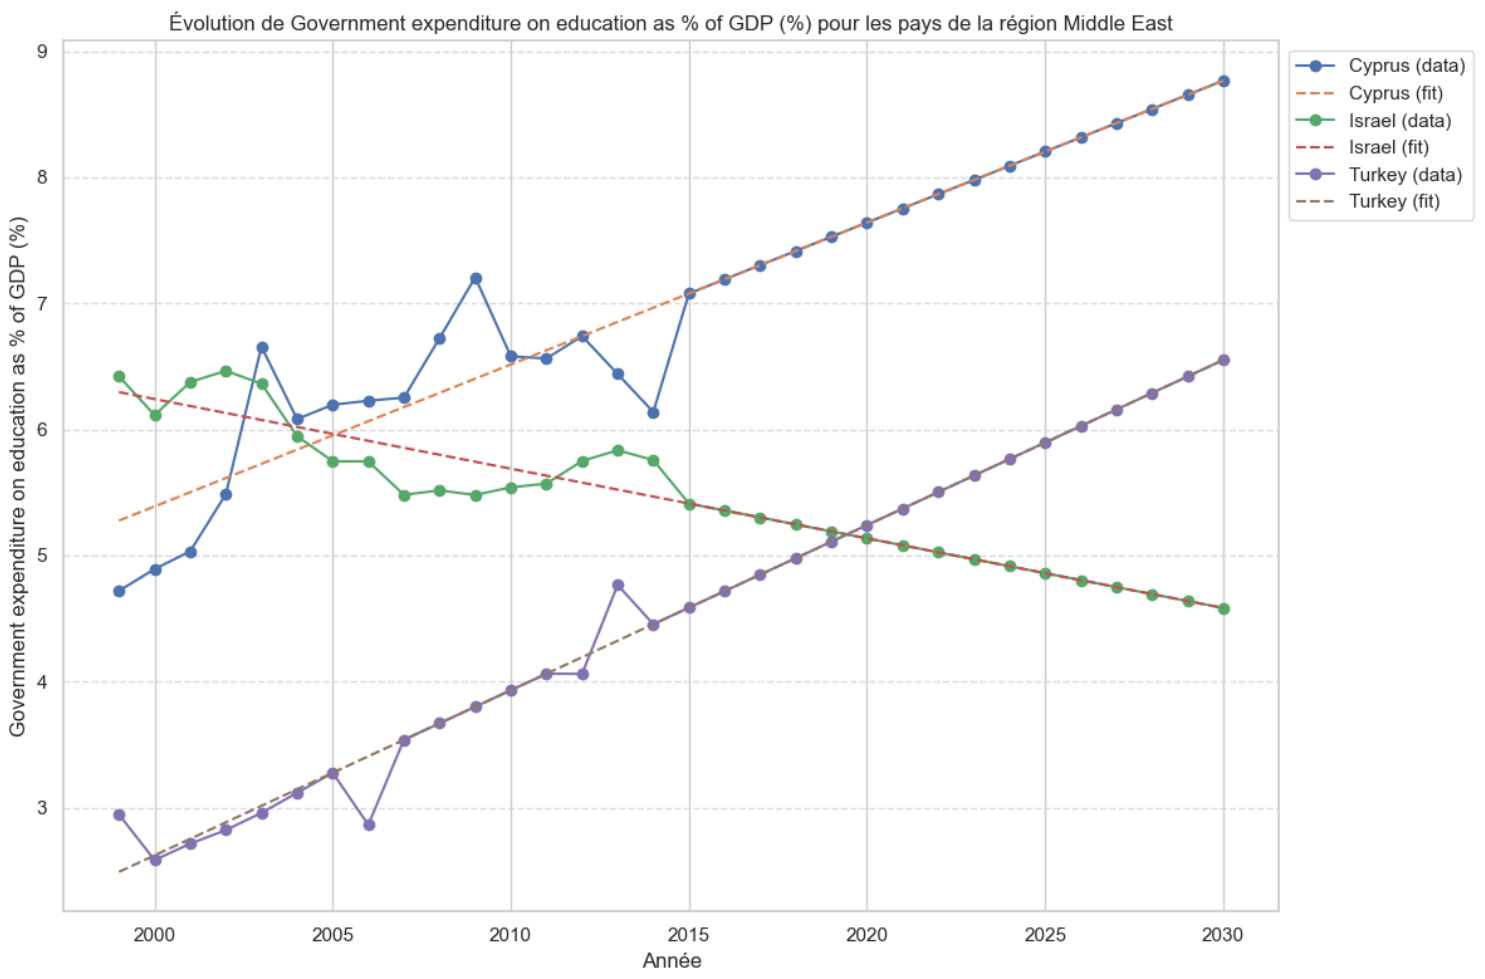 Évolution de Government expenditure on education as % of GDP (%) pour les pays de la région Middle East
Government expenditure on education as % of GDP (%)
9
8
7
6
5
4
3
2000
2005
2010
2015
2020
2025
2030
Année
Cyprus (data)
Cyprus (fit)
Israel (data)
Israel (fit)
Turkey (data)
Turkey (fit)